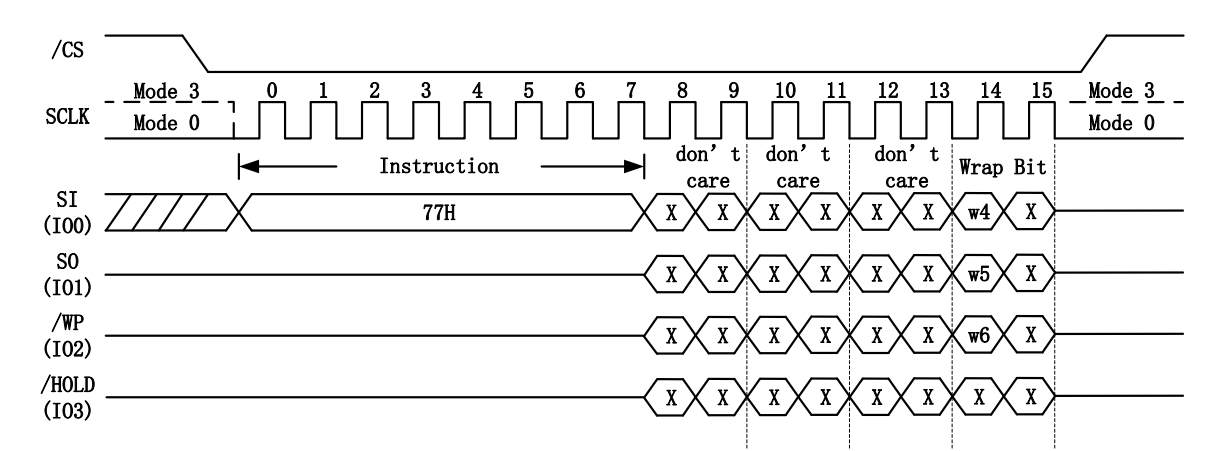 /CS
Mode 3 0 1 2 3 4 5 6 7 8 9 10 11 12 13 14 15 Mode 3
SCLK
Mode 0 Mode 0
Instruction
don't care don't care don't care Wrap Bit
SI
(IO0)
77H X X X X X X w4 X
SO
(IO1)
X X X X X X w5 X
/WP
(IO2)
X X X X X X w6 X
/HOLD
(IO3)
X X X X X X X X